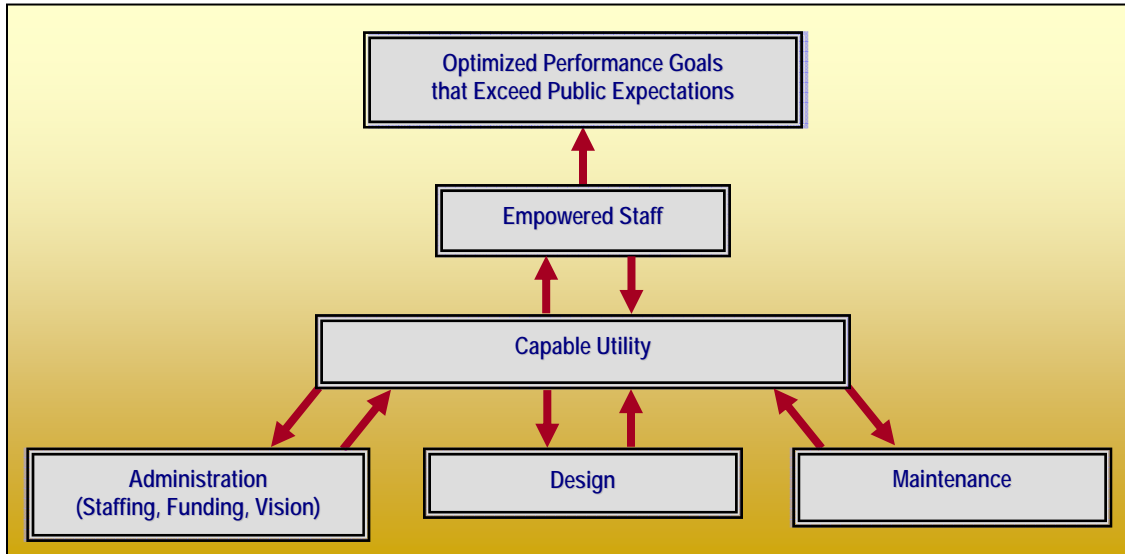 Optimized Performance Goals
that Exceed Public Expectations
Empowered Staff
Capable Utility
Administration
(Staffing, Funding, Vision)
Design
Maintenance